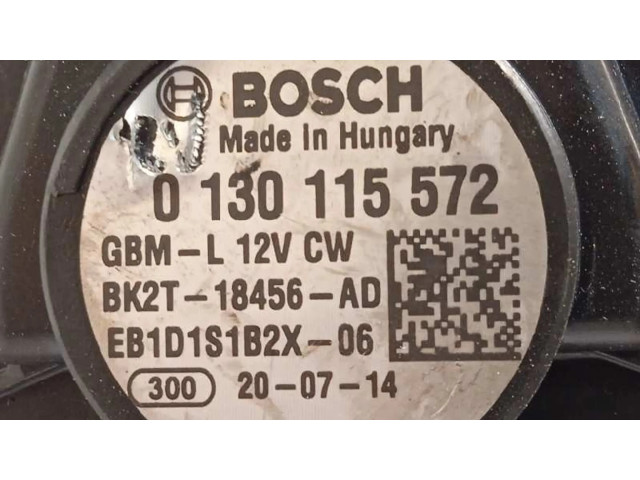 BOSCH
Made in Hungary
0 130 115 572
GBM-L 12V CW
BK2T-18456-AD
EB1D1S1B2X-06
300 20-07-14